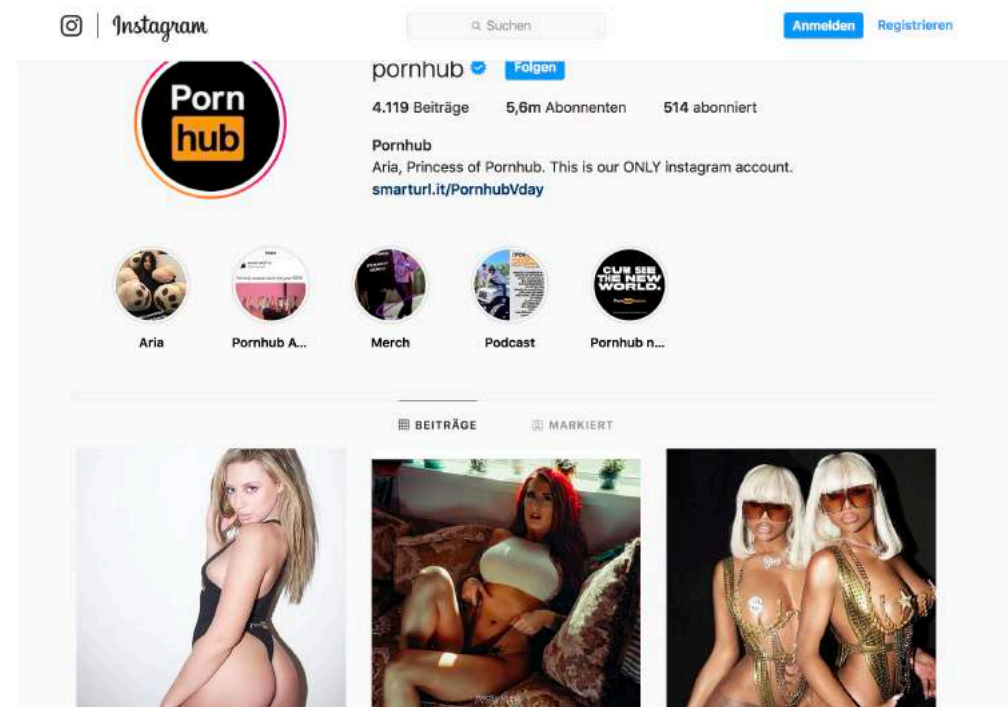 Instagram
Suchen
Anmelden
Registrieren
Porn
hub
pornhub
Folgen
4.119 Beiträge 5,6m Abonnenten 514 abonniert
Pornhub
Aria, Princess of Pornhub. This is our ONLY instagram account.
smarturl.it/PornhubVday
CUM SEE
THE NEW
WORLD.
Aria
Pornhub A...
Merch
Podcast
Pornhub n...
BEITRÄGE
MARKIERT